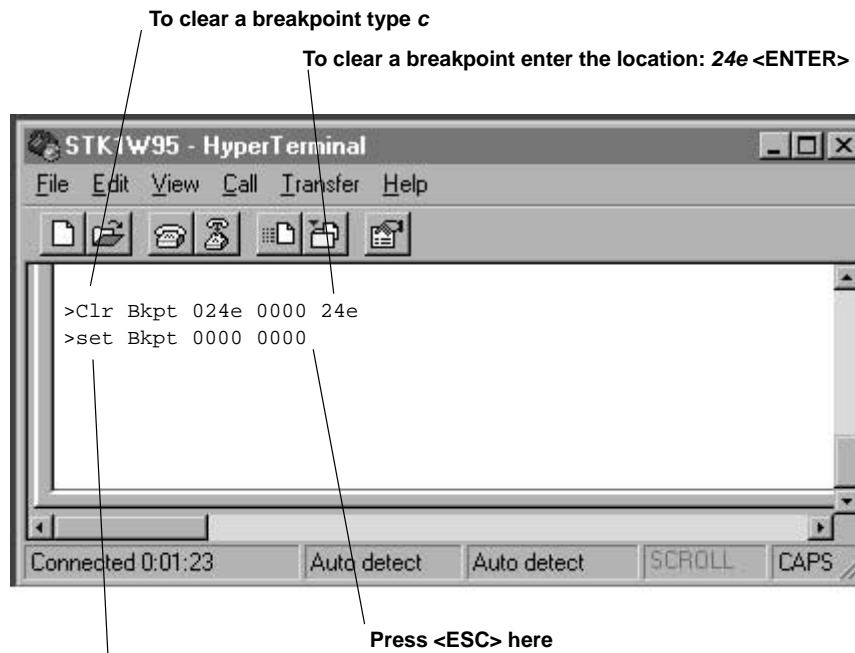 To clear a breakpoint type c
To clear a breakpoint enter the location: 24e <ENTER>
STK1W95 - HyperTerminal
File Edit View Call Transfer Help
>Clr Bkpt 024e 0000 24e
>set Bkpt 0000 0000
Connected 0:01:23 Auto detect Auto detect SCROLL CAPS
Press <ESC> here